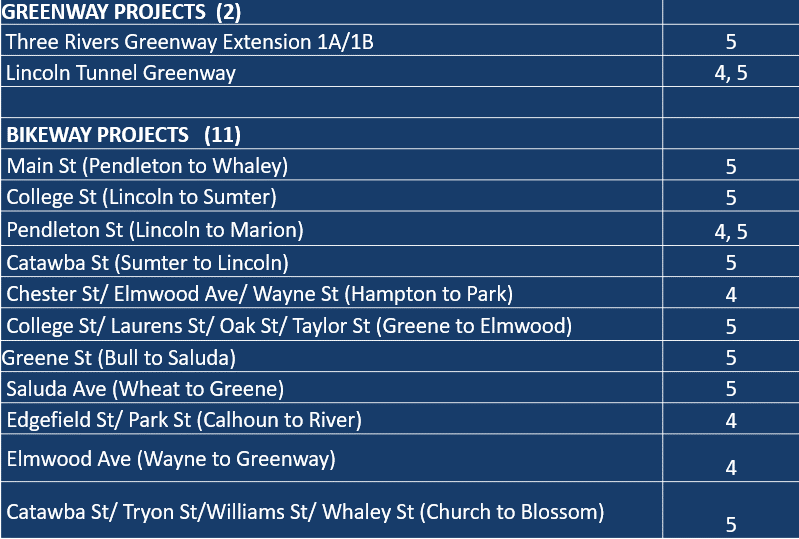 GREENWAY PROJECTS (2)
Three Rivers Greenway Extension 1A/1B 5
Lincoln Tunnel Greenway 4, 5
BIKEWAY PROJECTS (11)
Main St (Pendleton to Whaley) 5
College St (Lincoln to Sumter) 5
Pendleton St (Lincoln to Marion) 4, 5
Catawba St (Sumter to Lincoln) 5
Chester St/ Elmwood Ave/ Wayne St (Hampton to Park) 4
College St/ Laurens St/ Oak St/ Taylor St (Greene to Elmwood) 5
Greene St (Bull to Saluda) 5
Saluda Ave (Wheat to Greene) 5
Edgefield St/ Park St (Calhoun to River) 4
Elmwood Ave (Wayne to Greenway) 4
Catawba St/ Tryon St/Williams St/ Whaley St (Church to Blossom) 5